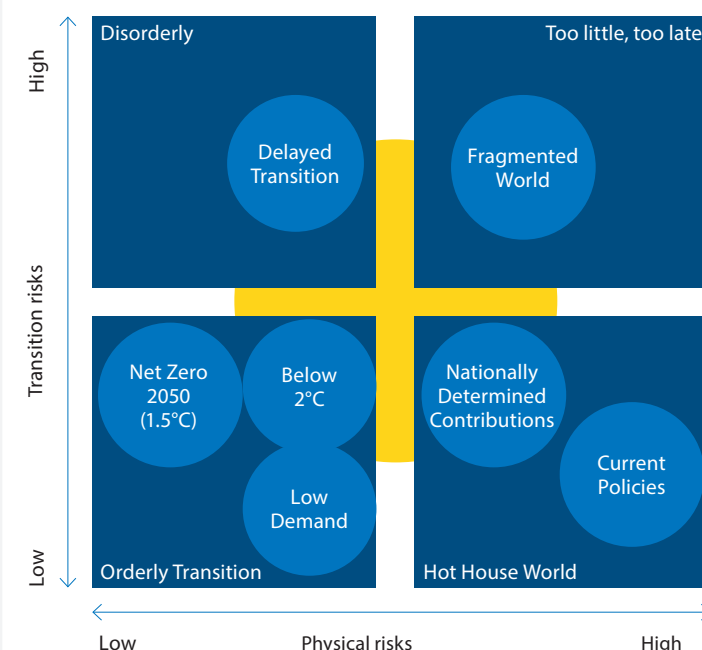 Disorderly
Too little, too late
High
Delayed
Transition
Fragmented
World
Transition risks
Net Zero
2050
(1.5°C)
Below
2°C
Nationally
Determined
Contributions
Current
Policies
Low
Demand
Low
Orderly Transition
Hot House World
Low
Physical risks
High